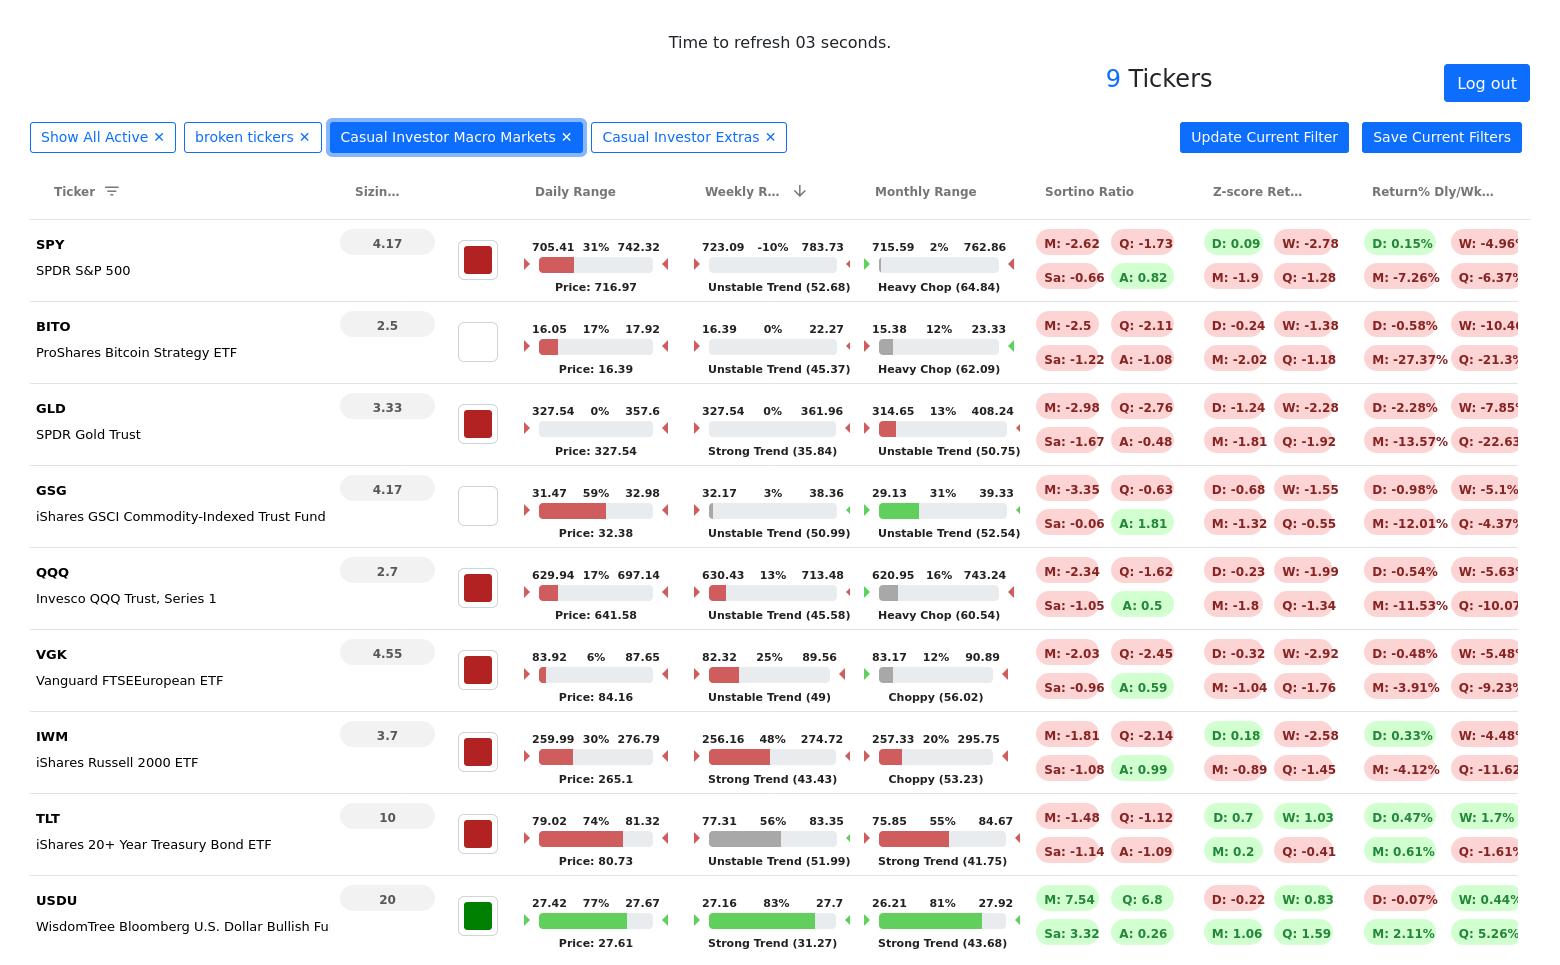 Time to refresh 03 seconds.
9 Tickers
Log out
Show All Active ✕ broken tickers ✕ Casual Investor Macro Markets ✕ Casual Investor Extras ✕ Update Current Filter Save Current Filters
Ticker Sizin... Daily Range Weekly R... Monthly Range Sortino Ratio Z-score Ret... Return% Dly/Wk...
SPY 4.17 705.41 31% 742.32 723.09 -10% 783.73 715.59 2% 762.86 M: -2.62 Q: -1.73 D: 0.09 W: -2.78 D: 0.15% W: -4.96%
SPDR S&P 500 Price: 716.97 Unstable Trend (52.68) Heavy Chop (64.84) Sa: -0.66 A: 0.82 M: -1.9 Q: -1.28 M: -7.26% Q: -6.37%
BITO 2.5 16.05 17% 17.92 16.39 0% 22.27 15.38 12% 23.33 M: -2.5 Q: -2.11 D: -0.24 W: -1.38 D: -0.58% W: -10.4
ProShares Bitcoin Strategy ETF Price: 16.39 Unstable Trend (45.37) Heavy Chop (62.09) Sa: -1.22 A: -1.08 M: -2.02 Q: -1.18 M: -27.37% Q: -21.3%
GLD 3.33 327.54 0% 357.6 327.54 0% 361.96 314.65 13% 408.24 M: -2.98 Q: -2.76 D: -1.24 W: -2.28 D: -2.28% W: -7.85%
SPDR Gold Trust Price: 327.54 Strong Trend (35.84) Unstable Trend (50.75) Sa: -1.67 A: -0.48 M: -1.81 Q: -1.92 M: -13.57% Q: -22.63
GSG 4.17 31.47 59% 32.98 32.17 3% 38.36 29.13 31% 39.33 M: -3.35 Q: -0.63 D: -0.68 W: -1.55 D: -0.98% W: -5.1%
iShares GSCI Commodity-Indexed Trust Fund Price: 32.38 Unstable Trend (50.99) Unstable Trend (52.54) Sa: -0.06 A: 1.81 M: -1.32 Q: -0.55 M: -12.01% Q: -4.37%
QQQ 2.7 629.94 17% 697.14 630.43 13% 713.48 620.95 16% 743.24 M: -2.34 Q: -1.62 D: -0.23 W: -1.99 D: -0.54% W: -5.63%
Invesco QQQ Trust, Series 1 Price: 641.58 Unstable Trend (45.58) Heavy Chop (60.54) Sa: -1.05 A: 0.5 M: -1.8 Q: -1.34 M: -11.53% Q: -10.07
VGK 4.55 83.92 6% 87.65 82.32 25% 89.56 83.17 12% 90.89 M: -2.03 Q: -2.45 D: -0.32 W: -2.92 D: -0.48% W: -5.48%
Vanguard FTSEEuropean ETF Price: 84.16 Unstable Trend (49) Choppy (56.02) Sa: -0.96 A: 0.59 M: -1.04 Q: -1.76 M: -3.91% Q: -9.23%
IWM 3.7 259.99 30% 276.79 256.16 48% 274.72 257.33 20% 295.75 M: -1.81 Q: -2.14 D: 0.18 W: -2.58 D: 0.33% W: -4.48%
iShares Russell 2000 ETF Price: 265.1 Strong Trend (43.43) Choppy (53.23) Sa: -1.08 A: 0.99 M: -0.89 Q: -1.45 M: -4.12% Q: -11.62
TLT 10 79.02 74% 81.32 77.31 56% 83.35 75.85 55% 84.67 M: -1.48 Q: -1.12 D: 0.7 W: 1.03 D: 0.47% W: 1.7%
iShares 20+ Year Treasury Bond ETF Price: 80.73 Unstable Trend (51.99) Strong Trend (41.75) Sa: -1.14 A: -1.09 M: 0.2 Q: -0.41 M: 0.61% Q: -1.61%
USDU 20 27.42 77% 27.67 27.16 83% 27.7 26.21 81% 27.92 M: 7.54 Q: 6.8 D: -0.22 W: 0.83 D: -0.07% W: 0.44%
WisdomTree Bloomberg U.S. Dollar Bullish Fu Price: 27.61 Strong Trend (31.27) Strong Trend (43.68) Sa: 3.32 A: 0.26 M: 1.06 Q: 1.59 M: 2.11% Q: 5.26%